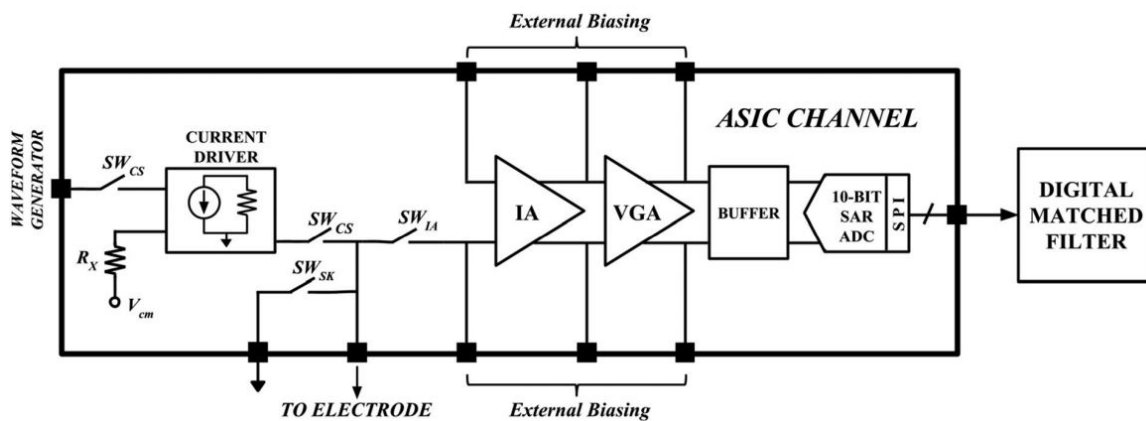 External Biasing
ASIC CHANNEL
WAVEFORM
GENERATOR
SW_CS
CURRENT
DRIVER
R_X
V_cm
SW_CS
SW_IA
SW_SK
IA
VGA
BUFFER
10-BIT
SAR
ADC
SPI
DIGITAL
MATCHED
FILTER
TO ELECTRODE
External Biasing